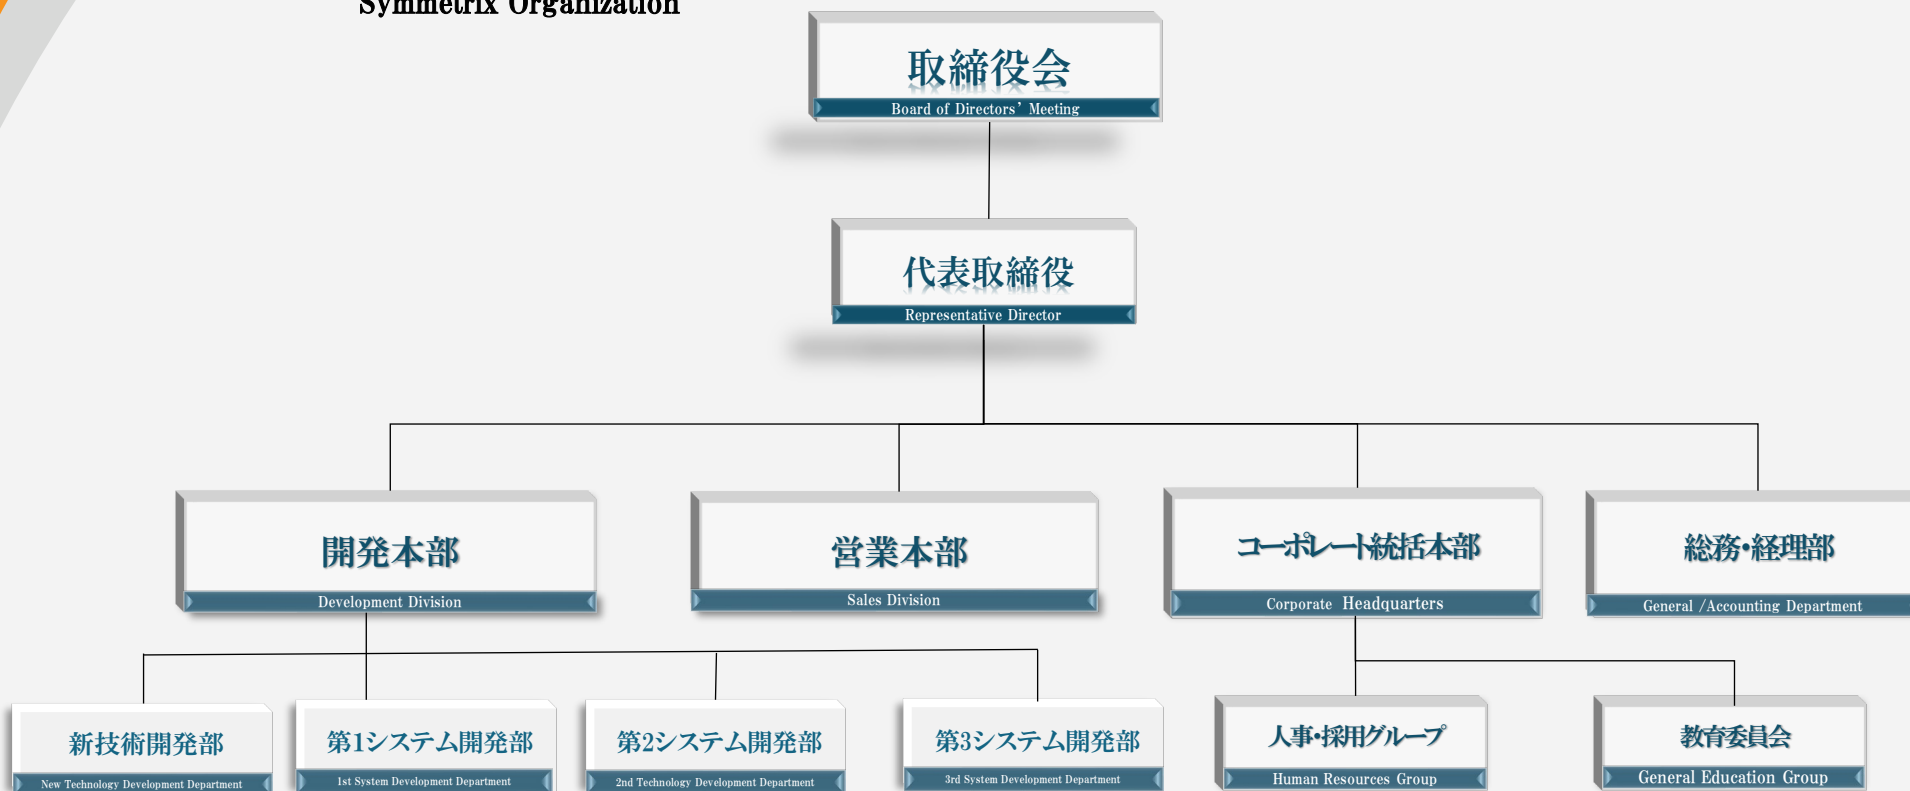 Symmetrix Organization
取締役会
Board of Directors’ Meeting
代表取締役
Representative Director
開発本部
Development Division
営業本部
Sales Division
コーポレート統括本部
Corporate Headquarters
総務・経理部
General /Accounting Department
新技術開発部
New Technology Development Department
第1システム開発部
1st System Development Department
第2システム開発部
2nd Technology Development Department
第3システム開発部
3rd System Development Department
人事・採用グループ
Human Resources Group
教育委員会
General Education Group